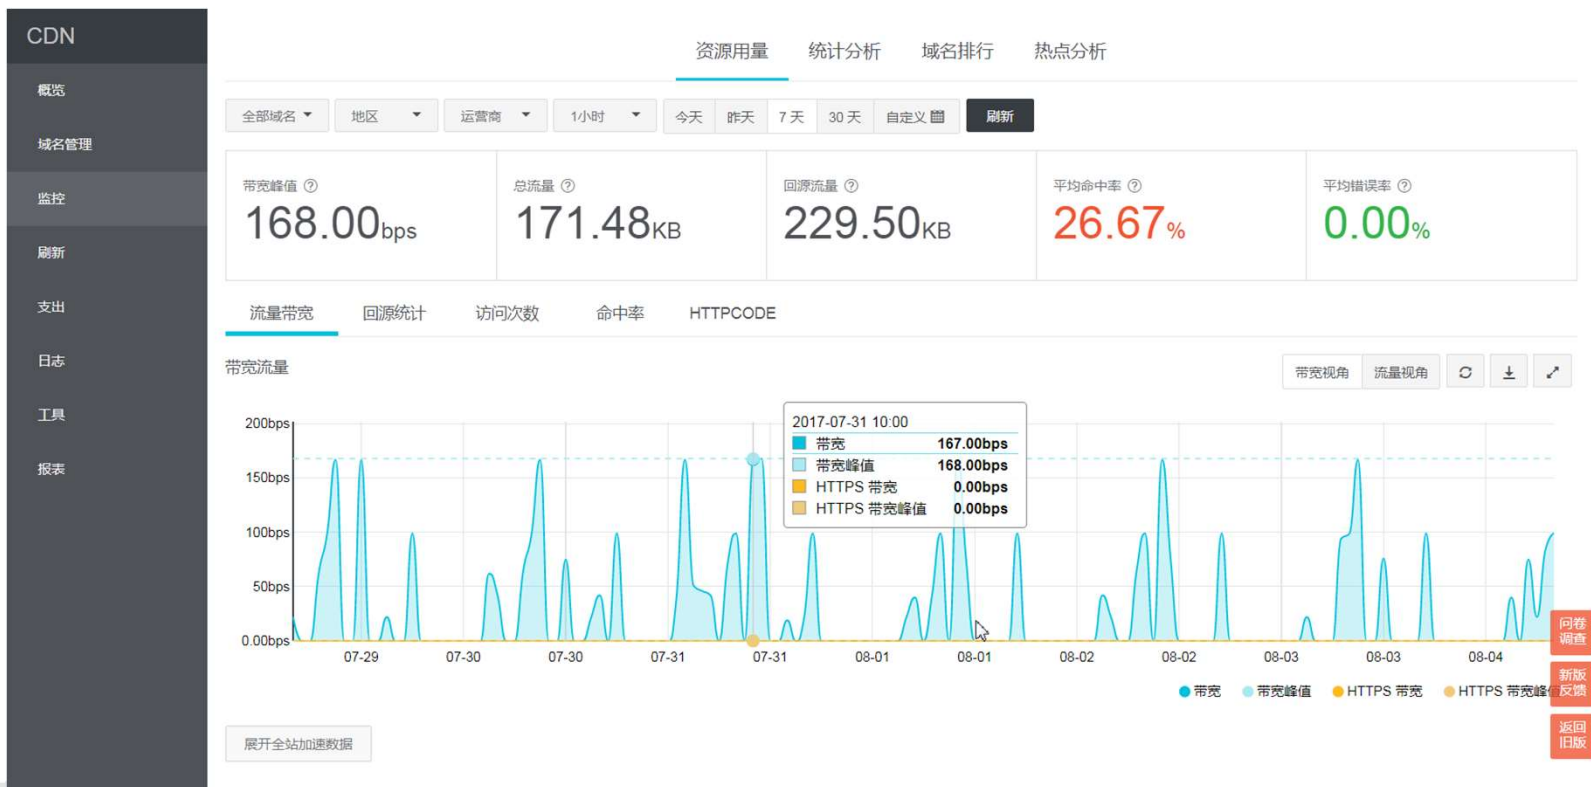 CDN
概览
域名管理
监控
刷新
支出
日志
工具
报表
资源用量 统计分析 域名排行 热点分析
全部域名 地区 运营商 1小时 今天 昨天 7 天 30 天 自定义 刷新
带宽峰值 总流量 回源流量 平均命中率 平均错误率
168.00bps 171.48KB 229.50KB 26.67% 0.00%
流量带宽 回源统计 访问次数 命中率 HTTPCODE
带宽流量
带宽视角 流量视角
200bps
150bps
100bps
50bps
0.00bps
2017-07-31 10:00
带宽 167.00bps
带宽峰值 168.00bps
HTTPS 带宽 0.00bps
HTTPS 带宽峰值 0.00bps
07-29 07-30 07-30 07-31 07-31 08-01 08-01 08-02 08-02 08-03 08-03 08-04
带宽 带宽峰值 HTTPS 带宽 HTTPS 带宽峰值
展开全站加速数据
问卷
调查
新版
反馈
返回
旧版